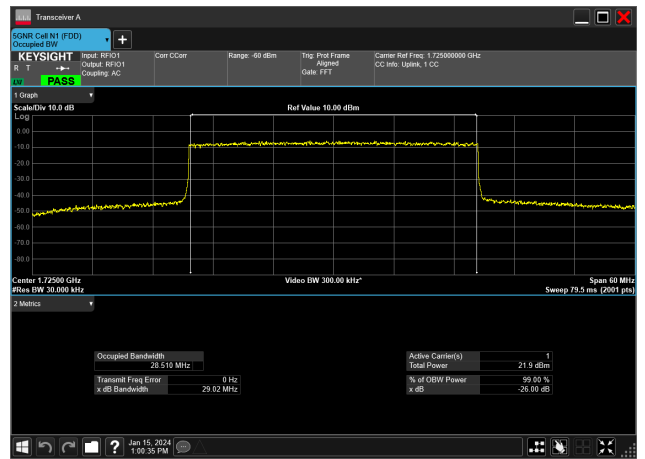 Transceiver A
5GNR Cell N1 (FDD)
Occupied BW
KEYSIGHT
R T
PASS
Input: RFIO1
Output: RFIO1
Coupling: AC
Corr CCorr
Range: -60 dBm
Trig: Prot Frame
Aligned
Gate: FFT
Carrier Ref Freq: 1.725000000 GHz
CC Info: Uplink, 1 CC
1 Graph
Scale/Div 10.0 dB
Ref Value 10.00 dBm
Log
0.00
-10.0
-20.0
-30.0
-40.0
-50.0
-60.0
-70.0
-80.0
Center 1.72500 GHz
Video BW 300.00 kHz*
Span 60 MHz
#Res BW 30.000 kHz
Sweep 79.5 ms (2001 pts)
2 Metrics
Occupied Bandwidth
28.510 MHz
Active Carrier(s) 1
Total Power 21.9 dBm
Transmit Freq Error 0 Hz
x dB Bandwidth 29.02 MHz
% of OBW Power 99.00 %
x dB -26.00 dB
?
Jan 15, 2024
1:00:35 PM